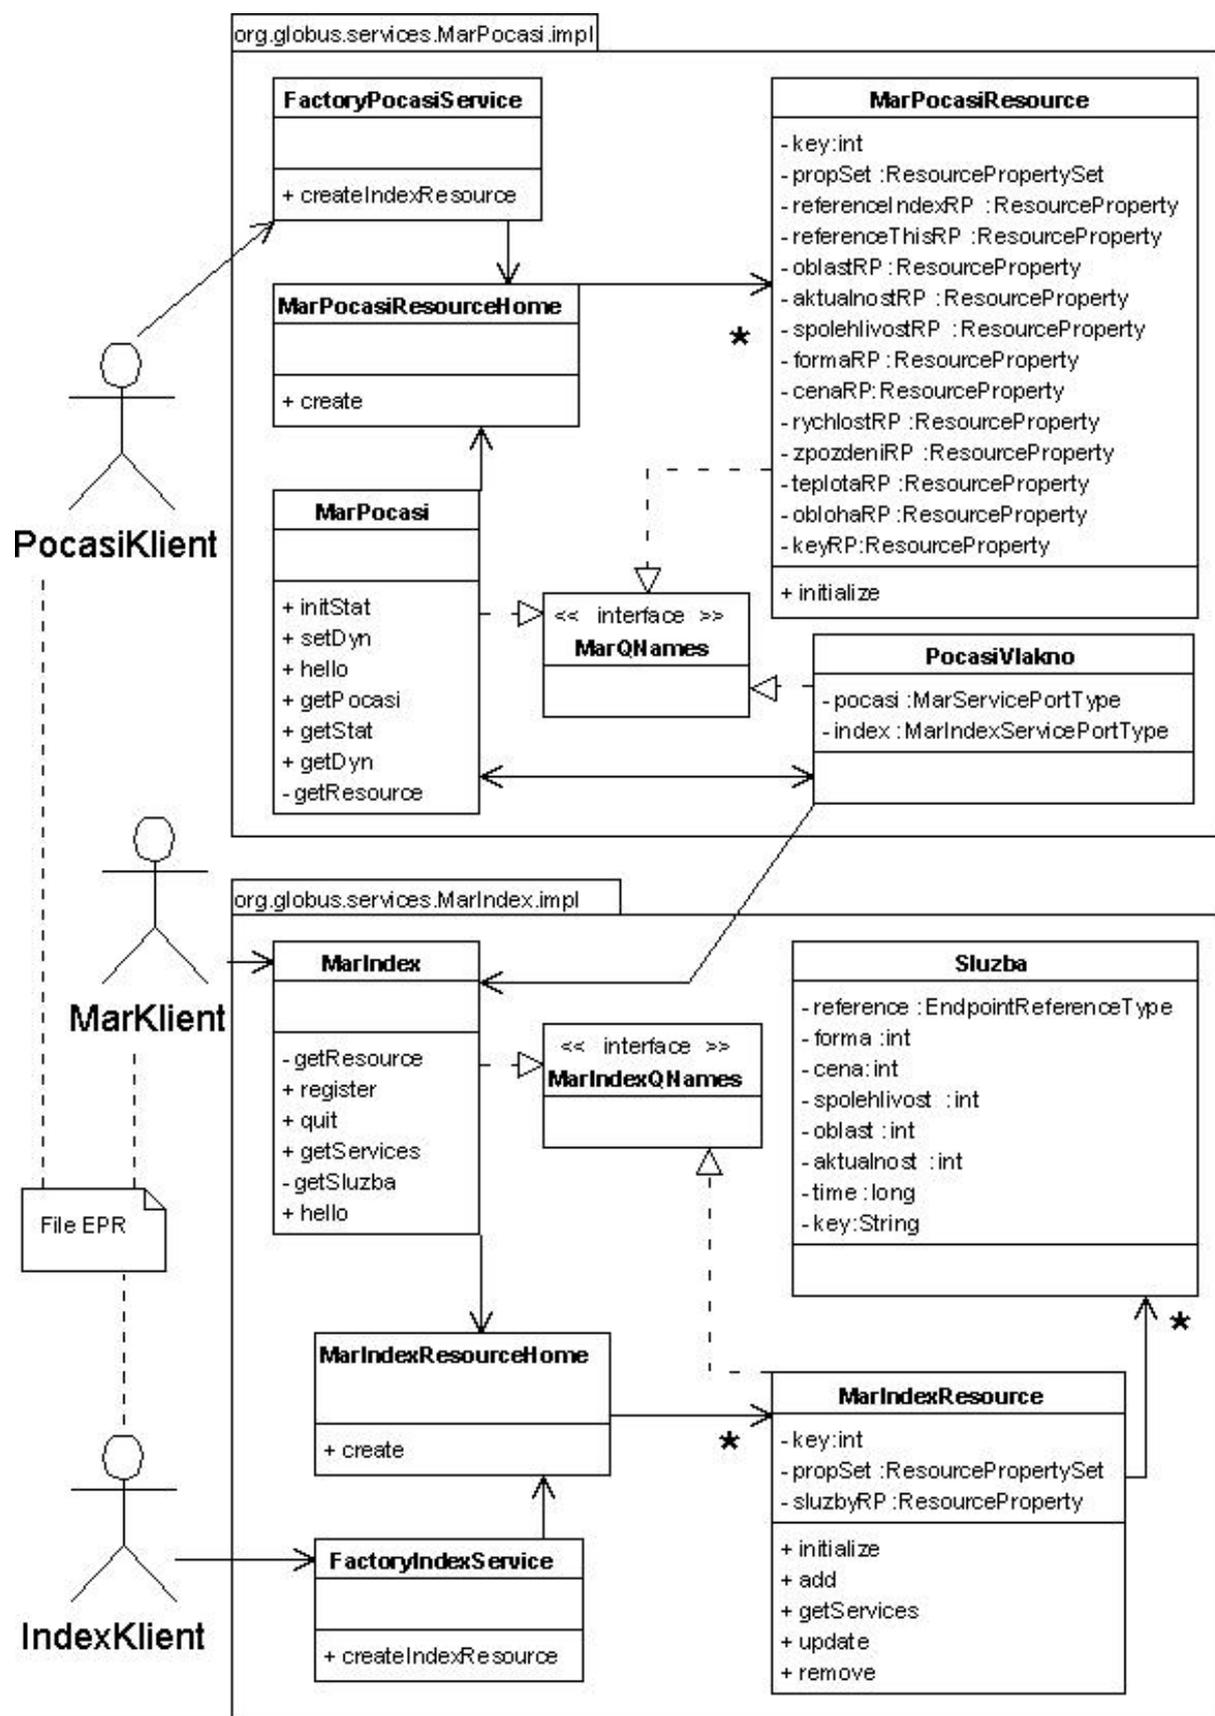 org.globus.services.MarPocasi.impl
FactoryPocasiService
+ createIndexResource
MarPocasiResource
- key:int
- propSet :ResourcePropertySet
- referenceIndexRP :ResourceProperty
- referenceThisRP :ResourceProperty
- oblastRP :ResourceProperty
- aktualnostRP :ResourceProperty
- spolehlivostRP :ResourceProperty
- formaRP :ResourceProperty
- cenaRP:ResourceProperty
- rychlostRP :ResourceProperty
- zpozdeniRP :ResourceProperty
- teplotaRP :ResourceProperty
- oblohaRP :ResourceProperty
- keyRP:ResourceProperty
+ initialize
MarPocasiResourceHome
+ create
*
PocasiKlient
MarPocasi
+ initStat
+ setDyn
+ hello
+ getPocasi
+ getStat
+ getDyn
- getResource
<< interface >>
MarQNames
PocasiVlakno
- pocasi :MarServicePortType
- index :MarIndexServicePortType
MarKlient
org.globus.services.MarIndex.impl
MarIndex
- getResource
+ register
+ quit
+ getServices
- getSluzba
+ hello
<< interface >>
MarIndexQNames
Sluzba
- reference :EndpointReferenceType
- forma :int
- cena:int
- spolehlivost :int
- oblast :int
- aktualnost :int
- time :long
- key:String
File EPR
MarIndexResourceHome
+ create
*
*
MarIndexResource
- key:int
- propSet :ResourcePropertySet
- sluzbyRP :ResourceProperty
+ initialize
+ add
+ getServices
+ update
+ remove
IndexKlient
FactoryIndexService
+ createIndexResource